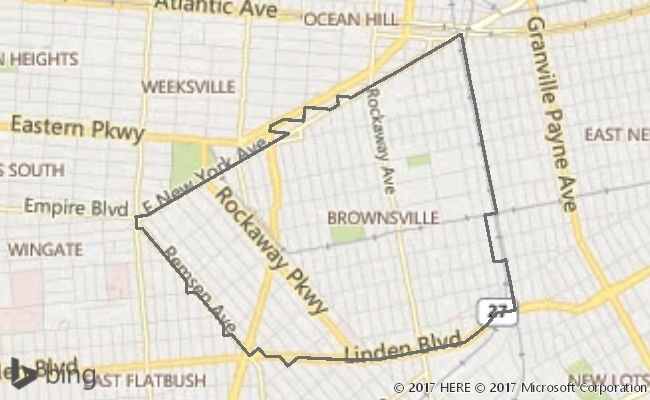 Atlantic Ave
OCEAN HILL
N HEIGHTS
WEEKSVILLE
Granville Payne Ave
Eastern Pkwy
Rockaway Ave
EAST NE
S SOUTH
E New York Ave
Empire Blvd
Rockaway Pkwy
BROWNSVILLE
WINGATE
Remsen Ave
27
Linden Blvd
den Blvd
bing
EAST FLATBUSH
NEW LOTS
© 2017 HERE © 2017 Microsoft Corporation